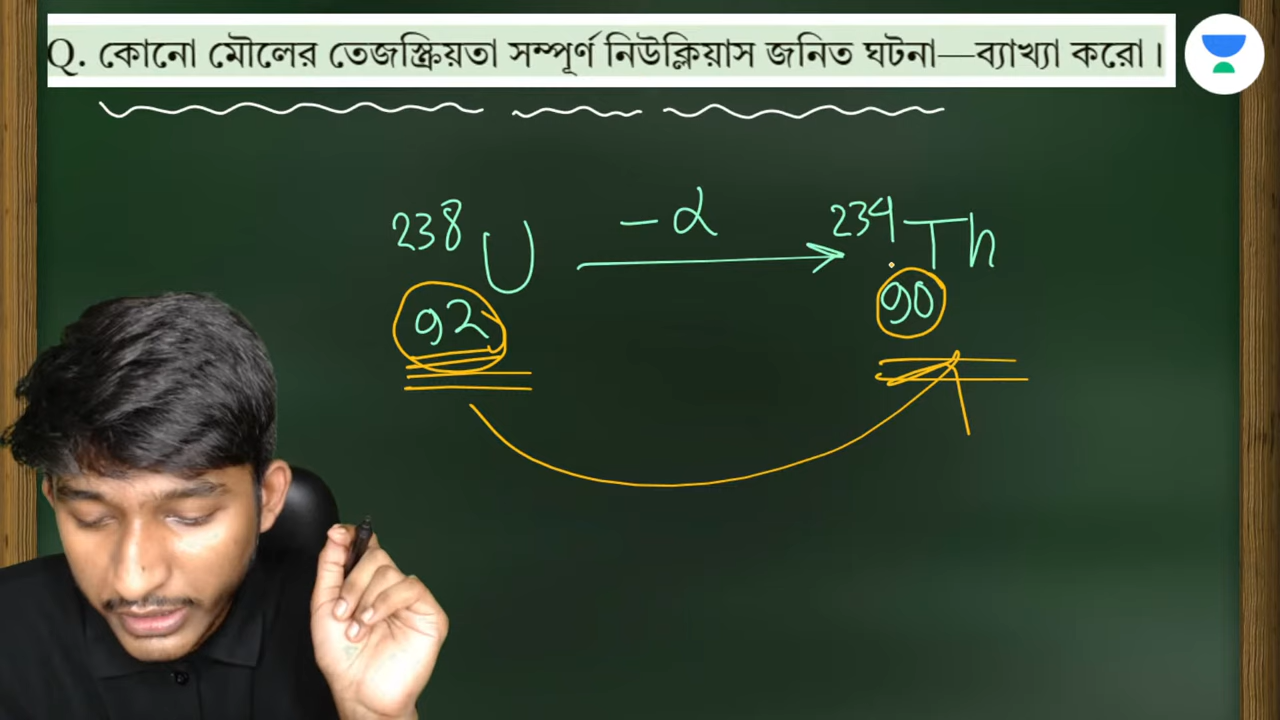 Q. কোনো মৌলের তেজস্ক্রিয়তা সম্পূর্ণ নিউক্লিয়াস জনিত ঘটনা—ব্যাখ্যা করো।
238 U 92 - α → 234 Th 90